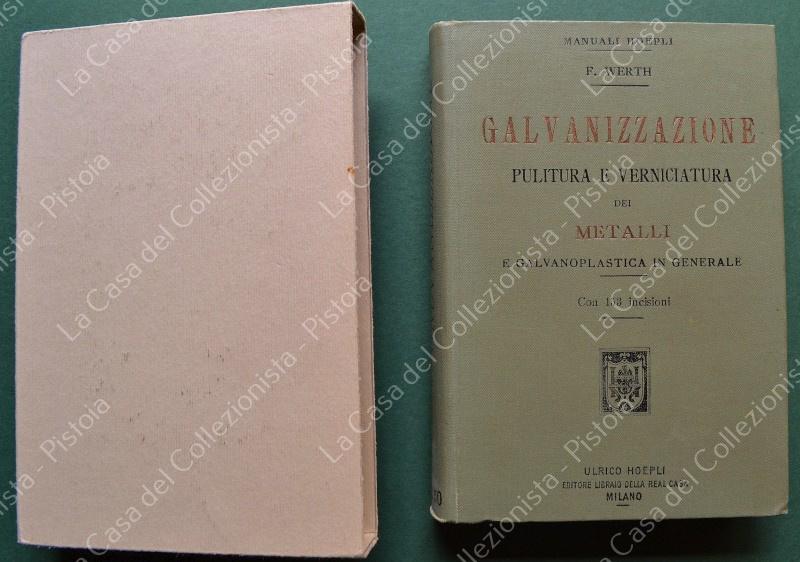 MANUALI HOEPLI
F. WERTH
GALVANIZZAZIONE
PULITURA E VERNICIATURA
DEI
METALLI
E GALVANOPLASTICA IN GENERALE
Con 153 incisioni
ULRICO HOEPLI
EDITORE LIBRAIO DELLA REAL CASA
MILANO
La Casa del Collezionista - Pistoia